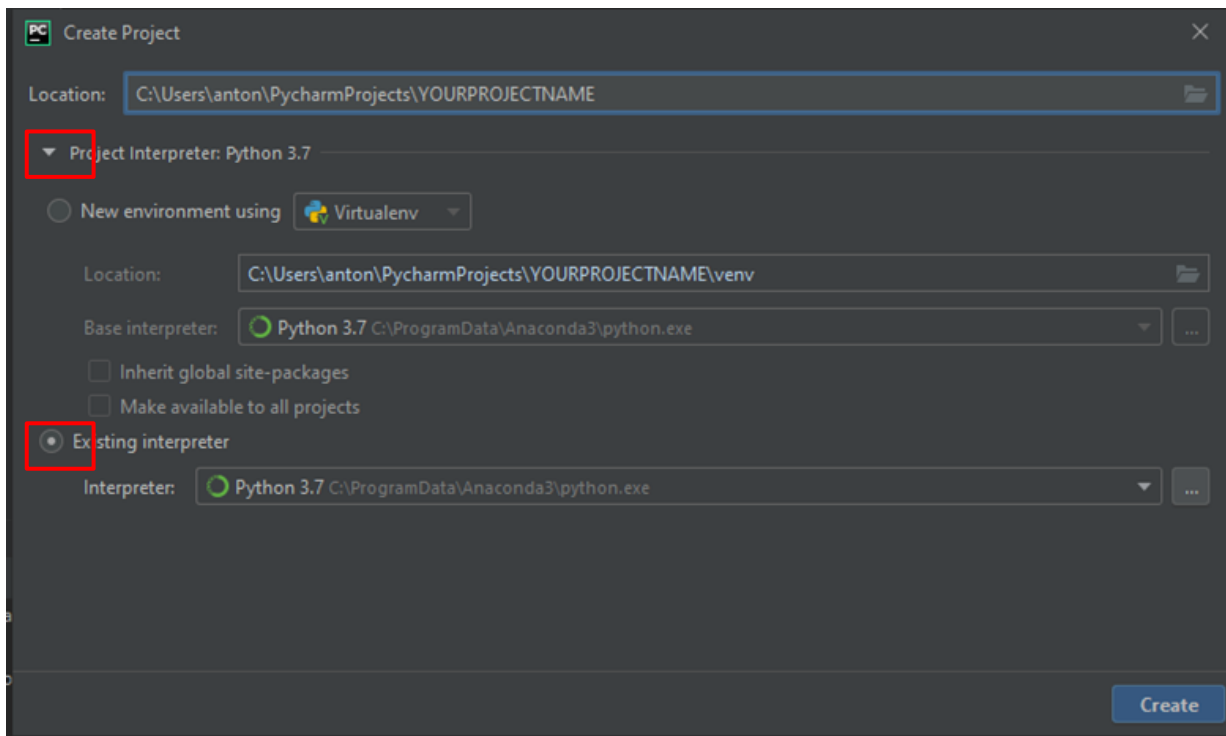 PC Create Project
Location: C:\Users\anton\PycharmProjects\YOURPROJECTNAME
Project Interpreter: Python 3.7
New environment using Virtualenv
Location: C:\Users\anton\PycharmProjects\YOURPROJECTNAME\venv
Base interpreter: Python 3.7 C:\ProgramData\Anaconda3\python.exe ...
Inherit global site-packages
Make available to all projects
Existing interpreter
Interpreter: Python 3.7 C:\ProgramData\Anaconda3\python.exe ...
Create